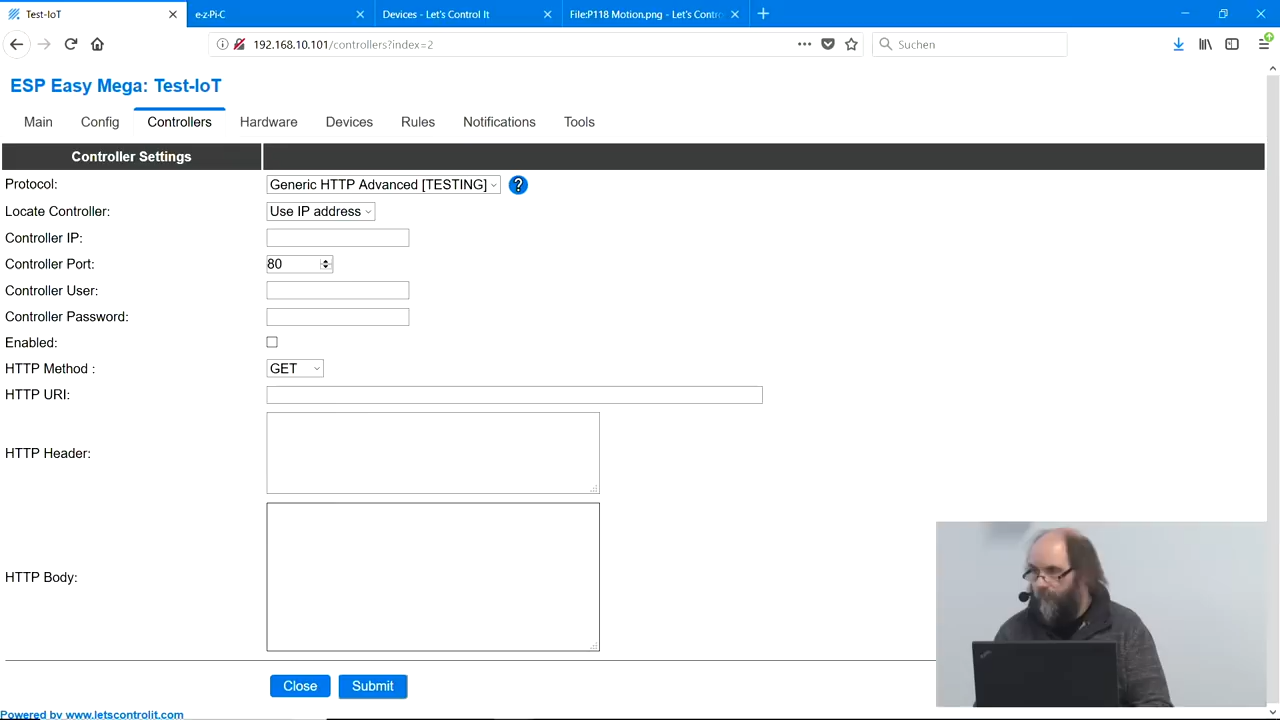 Test-IoT
e-z-Pi-C
Devices - Let's Control It
File:P118 Motion.png - Let's Contro
192.168.10.101/controllers?index=2
Suchen
ESP Easy Mega: Test-IoT
Main Config Controllers Hardware Devices Rules Notifications Tools
Controller Settings
Protocol: Generic HTTP Advanced [TESTING] ?
Locate Controller: Use IP address
Controller IP:
Controller Port: 80
Controller User:
Controller Password:
Enabled:
HTTP Method : GET
HTTP URI:
HTTP Header:
HTTP Body:
Close Submit
Powered by www.letscontrolit.com